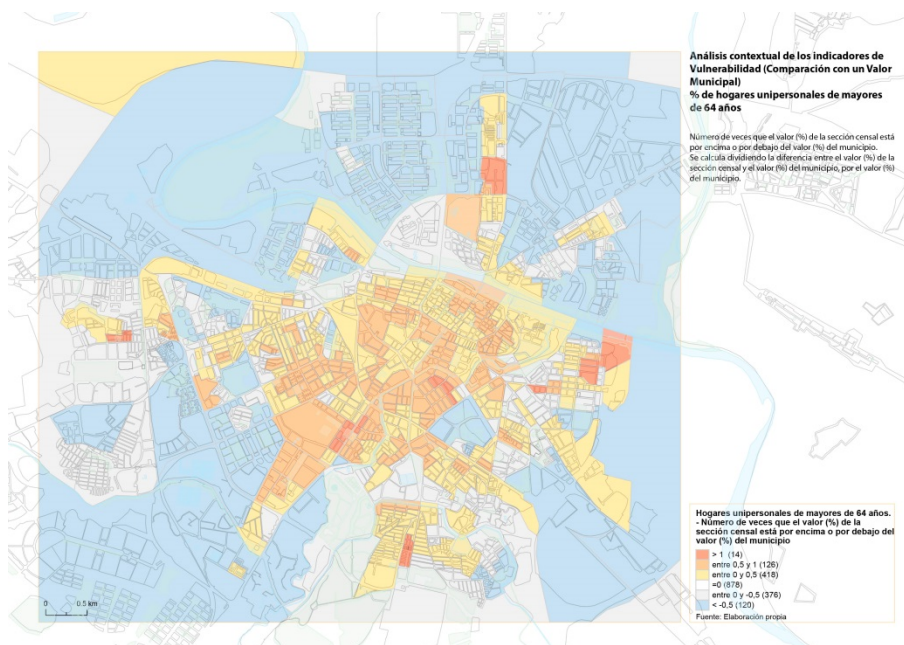 Análisis contextual de los indicadores de
Vulnerabilidad (Comparación con un Valor
Municipal)
% de hogares unipersonales de mayores
de 64 años
Número de veces que el valor (%) de la sección censal está
por encima o por debajo del valor (%) del municipio.
Se calcula dividiendo la diferencia entre el valor (%) de la
sección censal y el valor (%) del municipio, por el valor (%)
del municipio.
Hogares unipersonales de mayores de 64 años.
- Número de veces que el valor (%) de la
sección censal está por encima o por debajo del
valor (%) del municipio
> 1 (14)
entre 0,5 y 1 (126)
entre 0 y 0,5 (418)
=0 (878)
entre 0 y -0,5 (376)
< -0,5 (120)
Fuente: Elaboración propia
0 0.5 km